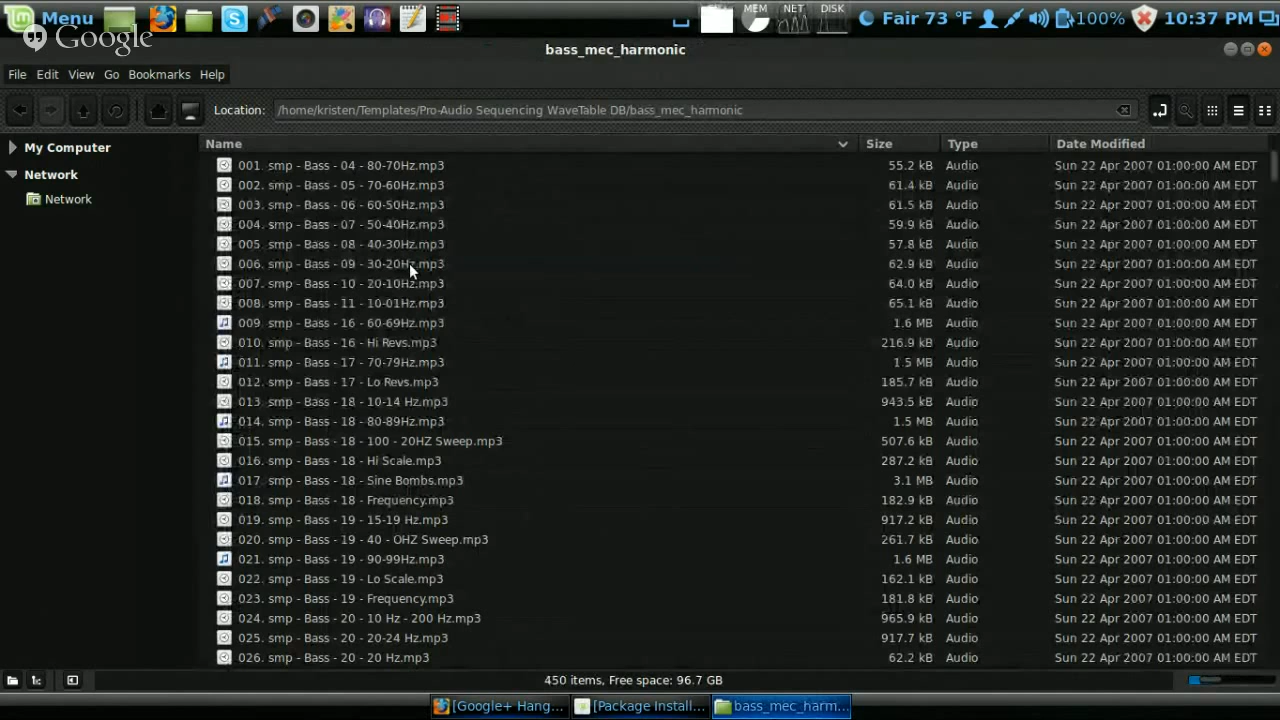 Menu MEM NET DISK Fair 73 °F 100% 10:37 PM
Google
bass_mec_harmonic
File Edit View Go Bookmarks Help
Location: /home/kristen/Templates/Pro-Audio Sequencing WaveTable DB/bass_mec_harmonic
My Computer
Network
Network
Name Size Type Date Modified
001. smp - Bass - 04 - 80-70Hz.mp3 55.2 kB Audio Sun 22 Apr 2007 01:00:00 AM EDT
002. smp - Bass - 05 - 70-60Hz.mp3 61.4 kB Audio Sun 22 Apr 2007 01:00:00 AM EDT
003. smp - Bass - 06 - 60-50Hz.mp3 61.5 kB Audio Sun 22 Apr 2007 01:00:00 AM EDT
004. smp - Bass - 07 - 50-40Hz.mp3 59.9 kB Audio Sun 22 Apr 2007 01:00:00 AM EDT
005. smp - Bass - 08 - 40-30Hz.mp3 57.8 kB Audio Sun 22 Apr 2007 01:00:00 AM EDT
006. smp - Bass - 09 - 30-20Hz.mp3 62.9 kB Audio Sun 22 Apr 2007 01:00:00 AM EDT
007. smp - Bass - 10 - 20-10Hz.mp3 64.0 kB Audio Sun 22 Apr 2007 01:00:00 AM EDT
008. smp - Bass - 11 - 10-01Hz.mp3 65.1 kB Audio Sun 22 Apr 2007 01:00:00 AM EDT
009. smp - Bass - 16 - 60-69Hz.mp3 1.6 MB Audio Sun 22 Apr 2007 01:00:00 AM EDT
010. smp - Bass - 16 - Hi Revs.mp3 216.9 kB Audio Sun 22 Apr 2007 01:00:00 AM EDT
011. smp - Bass - 17 - 70-79Hz.mp3 1.5 MB Audio Sun 22 Apr 2007 01:00:00 AM EDT
012. smp - Bass - 17 - Lo Revs.mp3 185.7 kB Audio Sun 22 Apr 2007 01:00:00 AM EDT
013. smp - Bass - 18 - 10-14 Hz.mp3 943.5 kB Audio Sun 22 Apr 2007 01:00:00 AM EDT
014. smp - Bass - 18 - 80-89Hz.mp3 1.5 MB Audio Sun 22 Apr 2007 01:00:00 AM EDT
015. smp - Bass - 18 - 100 - 20HZ Sweep.mp3 507.6 kB Audio Sun 22 Apr 2007 01:00:00 AM EDT
016. smp - Bass - 18 - Hi Scale.mp3 287.2 kB Audio Sun 22 Apr 2007 01:00:00 AM EDT
017. smp - Bass - 18 - Sine Bombs.mp3 3.1 MB Audio Sun 22 Apr 2007 01:00:00 AM EDT
018. smp - Bass - 18 - Frequency.mp3 182.9 kB Audio Sun 22 Apr 2007 01:00:00 AM EDT
019. smp - Bass - 19 - 15-19 Hz.mp3 917.2 kB Audio Sun 22 Apr 2007 01:00:00 AM EDT
020. smp - Bass - 19 - 40 - OHZ Sweep.mp3 261.7 kB Audio Sun 22 Apr 2007 01:00:00 AM EDT
021. smp - Bass - 19 - 90-99Hz.mp3 1.6 MB Audio Sun 22 Apr 2007 01:00:00 AM EDT
022. smp - Bass - 19 - Lo Scale.mp3 162.1 kB Audio Sun 22 Apr 2007 01:00:00 AM EDT
023. smp - Bass - 19 - Frequency.mp3 181.8 kB Audio Sun 22 Apr 2007 01:00:00 AM EDT
024. smp - Bass - 20 - 10 Hz - 200 Hz.mp3 965.9 kB Audio Sun 22 Apr 2007 01:00:00 AM EDT
025. smp - Bass - 20 - 20-24 Hz.mp3 917.7 kB Audio Sun 22 Apr 2007 01:00:00 AM EDT
026. smp - Bass - 20 - 20 Hz.mp3 62.2 kB Audio Sun 22 Apr 2007 01:00:00 AM EDT
450 items, Free space: 96.7 GB
[Google+ Hang... [Package Install... bass_mec_harm...